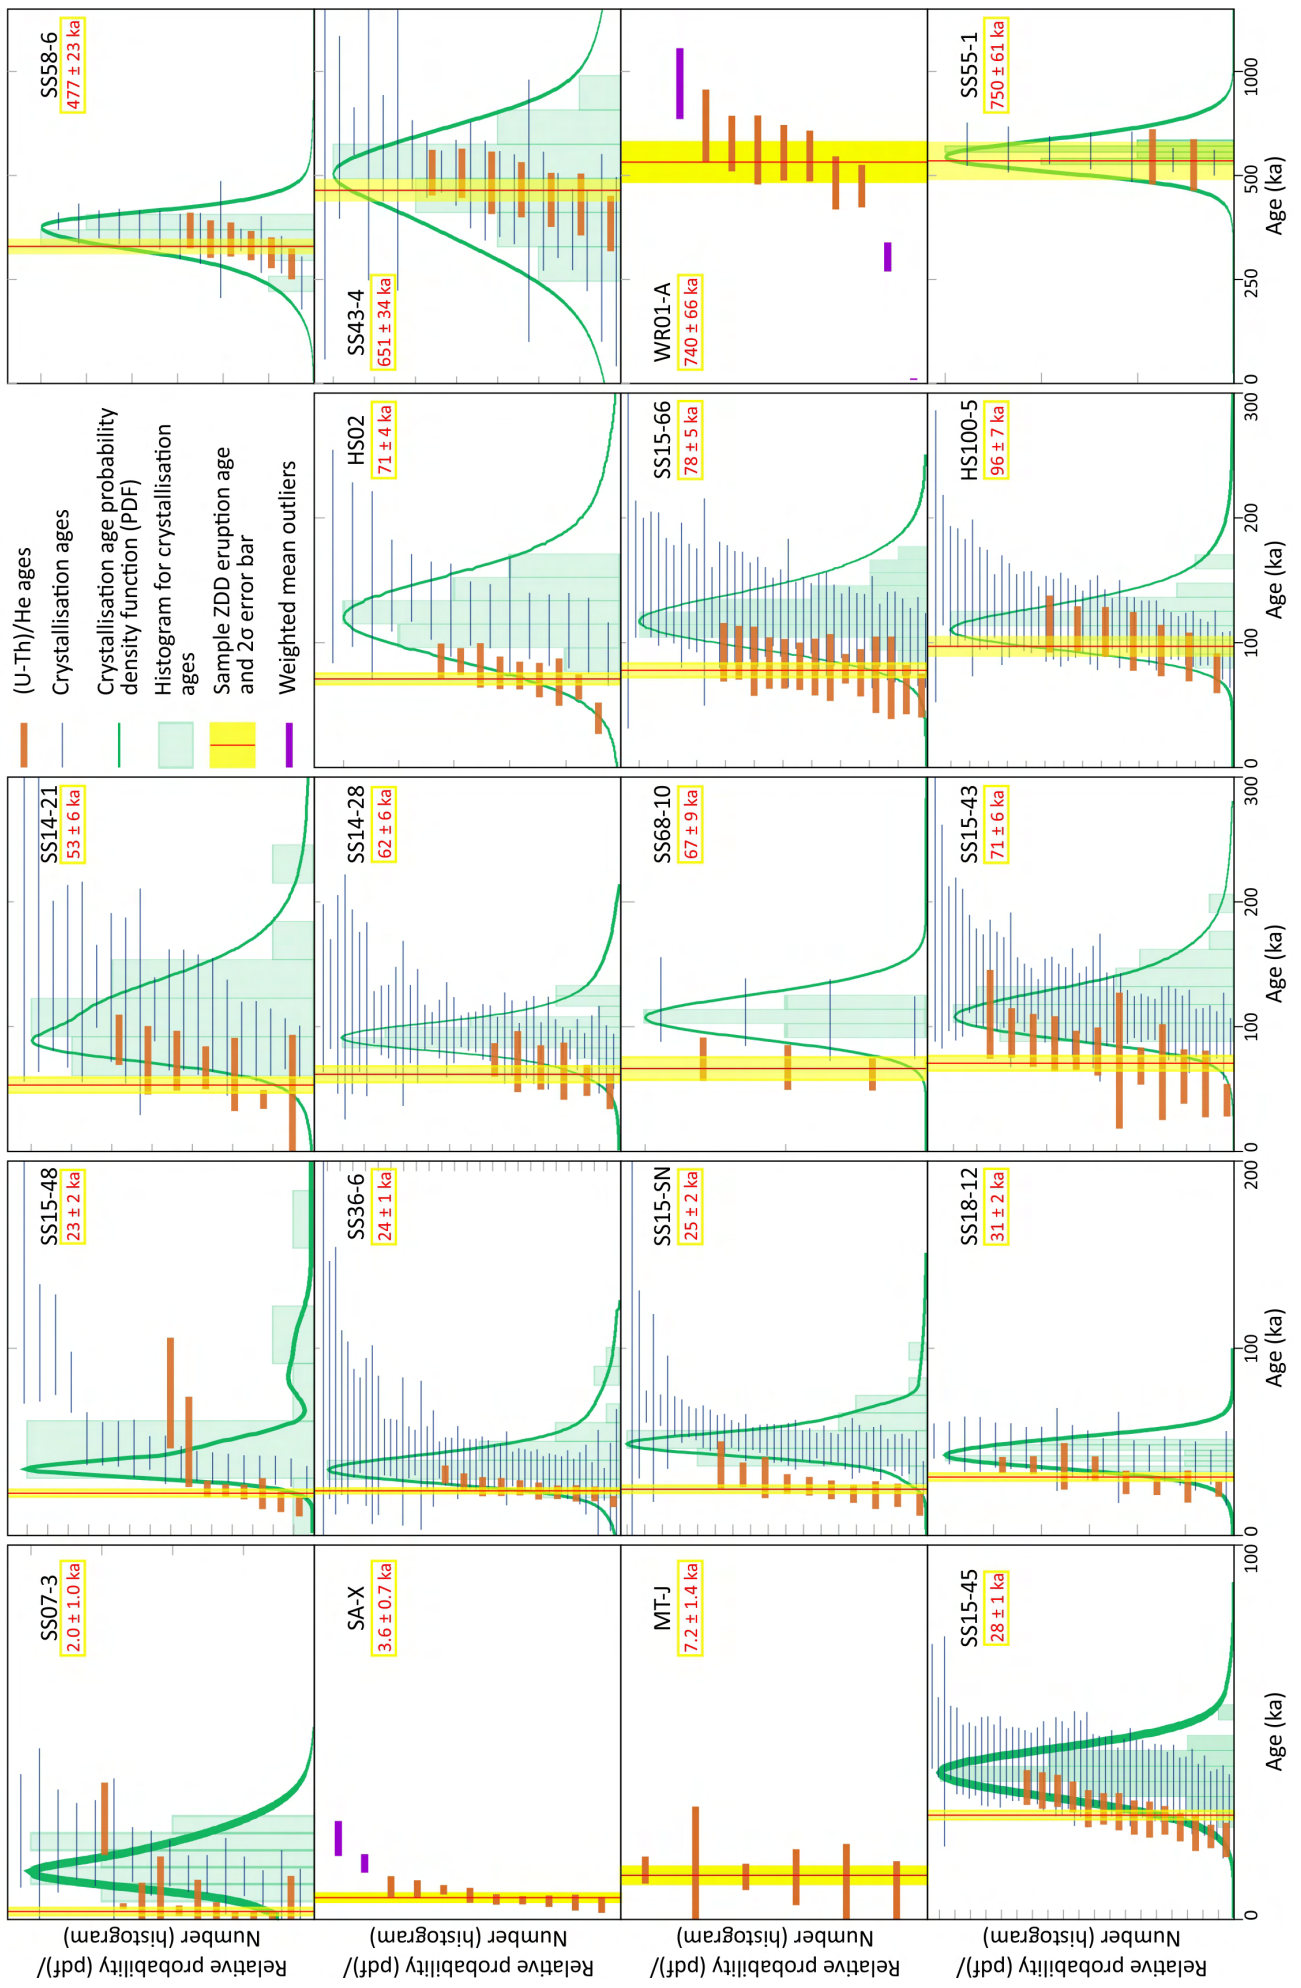 SS07-3
2.0 ± 1.0 ka
SS15-48
23 ± 2 ka
SS14-21
53 ± 6 ka
(U-Th)/He ages
Crystallisation ages
Crystallisation age probability
density function (PDF)
Histogram for crystallisation
ages
Sample ZDD eruption age
and 2σ error bar
Weighted mean outliers
SS58-6
477 ± 23 ka
Relative probability (pdf)/
Number (histogram)
SA-X
3.6 ± 0.7 ka
SS36-6
24 ± 1 ka
SS14-28
62 ± 6 ka
HS02
71 ± 4 ka
SS43-4
651 ± 34 ka
Relative probability (pdf)/
Number (histogram)
MT-J
7.2 ± 1.4 ka
SS15-SN
25 ± 2 ka
SS68-10
67 ± 9 ka
SS15-66
78 ± 5 ka
WR01-A
740 ± 66 ka
Relative probability (pdf)/
Number (histogram)
SS15-45
28 ± 1 ka
SS18-12
31 ± 2 ka
SS15-43
71 ± 6 ka
HS100-5
96 ± 7 ka
SS55-1
750 ± 61 ka
Relative probability (pdf)/
Number (histogram)
0 100 0 100 200 0 100 200 300 0 100 200 300 0 250 500 1000
Age (ka) Age (ka) Age (ka) Age (ka) Age (ka)